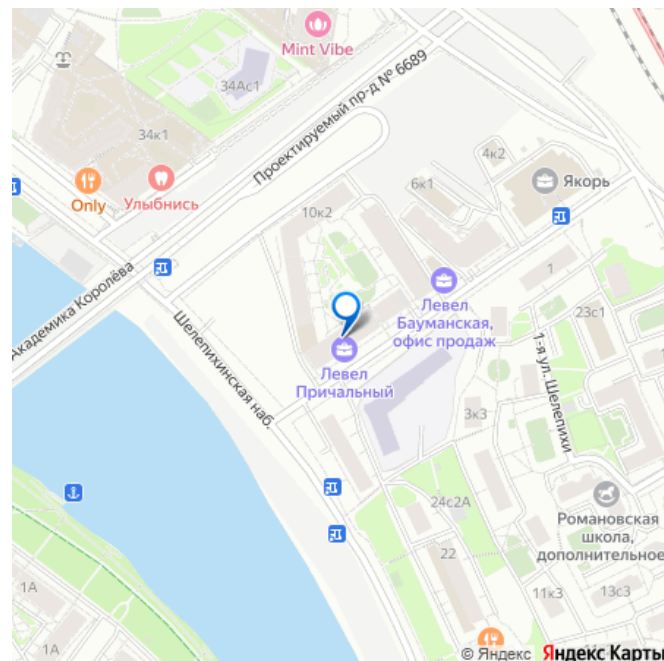 Mint Vibe
34Ас1
34к1
Проектируемый пр-д № 6689
Only
Улыбнись
4к2
6к1
Якорь
10к2
Академика Королёва
Левел
Бауманская,
офис продаж
1
23с1
Шелепихинская наб.
Левел
Причальный
1-я ул. Шелепихи
3к3
24с2А
Романовская
школа,
дополнительное
22
1А
11к3
13с3
1А
© Яндекс Яндекс Карты